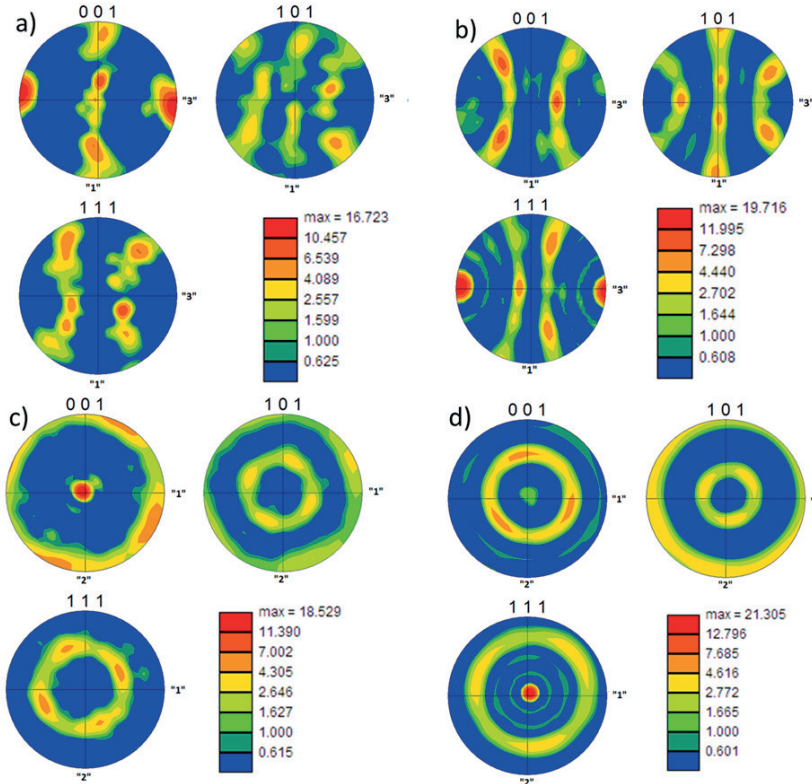 a)
0 0 1
1 0 1
"3"
"3"
"1"
"1"
1 1 1
"3"
"1"
max = 16.723
10.457
6.539
4.089
2.557
1.599
1.000
0.625
b)
0 0 1
1 0 1
"3"
"3"
"1"
"1"
1 1 1
"3"
"1"
max = 19.716
11.995
7.298
4.440
2.702
1.644
1.000
0.608
c)
0 0 1
1 0 1
"1"
"1"
"2"
"2"
1 1 1
"1"
"2"
max = 18.529
11.390
7.002
4.305
2.646
1.627
1.000
0.615
d)
0 0 1
1 0 1
"1"
"2"
"2"
1 1 1
"1"
"2"
max = 21.305
12.796
7.685
4.616
2.772
1.665
1.000
0.601